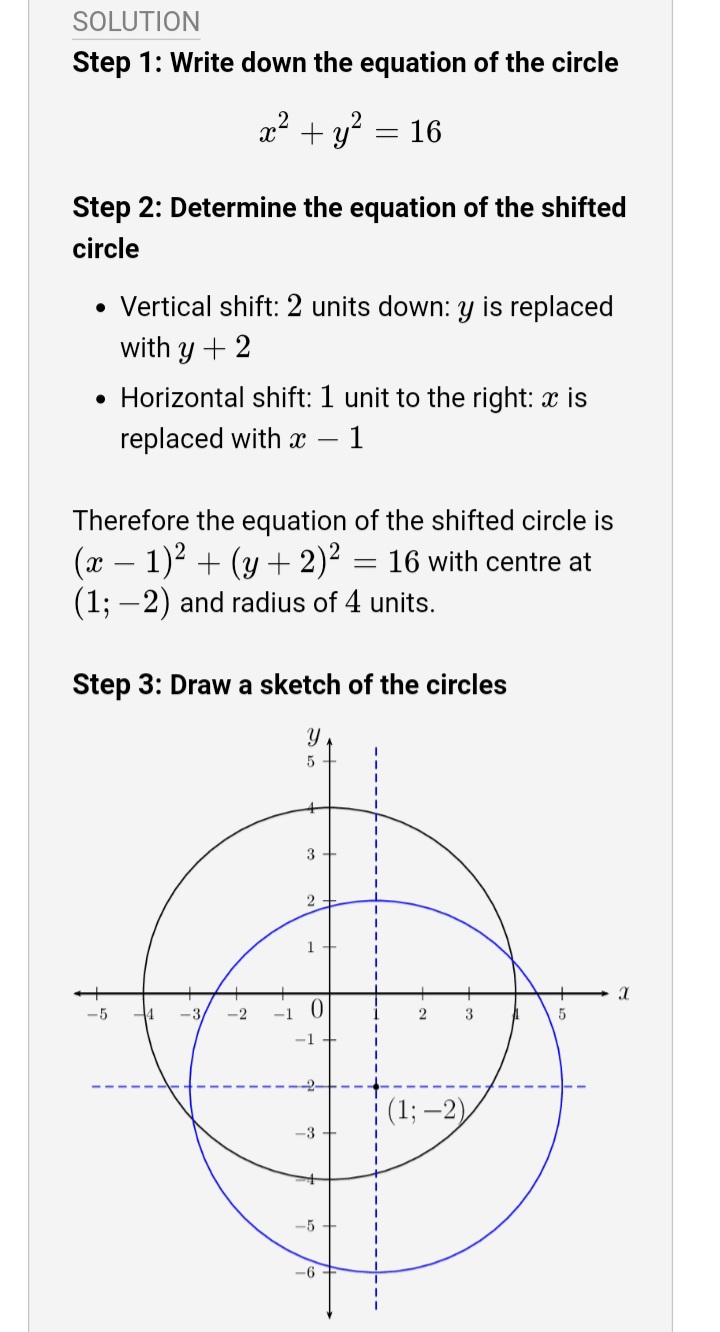 SOLUTION
Step 1: Write down the equation of the circle
x² + y² = 16
Step 2: Determine the equation of the shifted
circle
• Vertical shift: 2 units down: y is replaced
with y + 2
• Horizontal shift: 1 unit to the right: x is
replaced with x − 1
Therefore the equation of the shifted circle is
(x − 1)² + (y + 2)² = 16 with centre at
(1; −2) and radius of 4 units.
Step 3: Draw a sketch of the circles
y
5
4
3
2
1
−5 −4 −3 −2 −1 0 1 2 3 4 5 x
−1
−2
(1; −2)
−3
−4
−5
−6